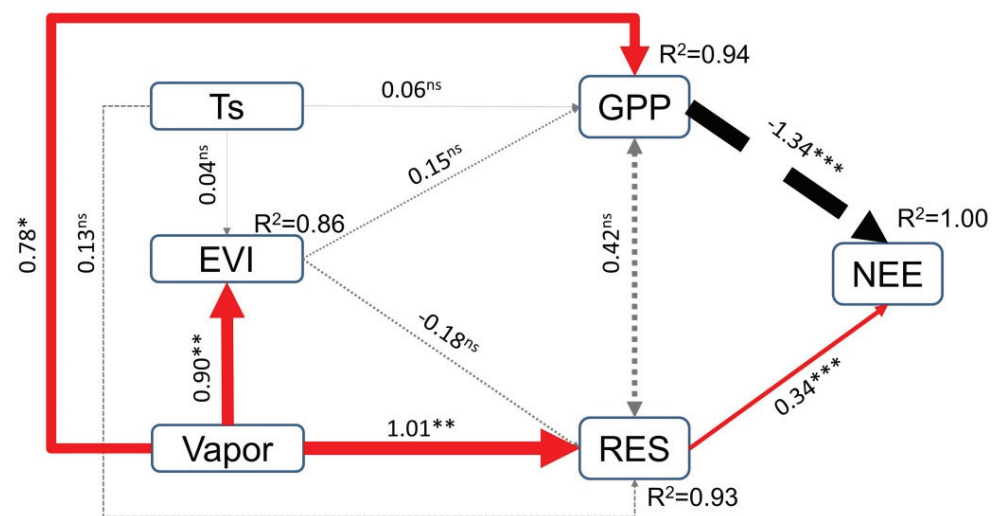 R²=0.94
Ts
0.06ⁿˢ
GPP
-1.34***
0.04ⁿˢ
0.15ⁿˢ
R²=0.86
R²=1.00
0.78*
0.13ⁿˢ
EVI
0.42ⁿˢ
NEE
-0.18ⁿˢ
0.90**
0.34***
Vapor
1.01**
RES
R²=0.93